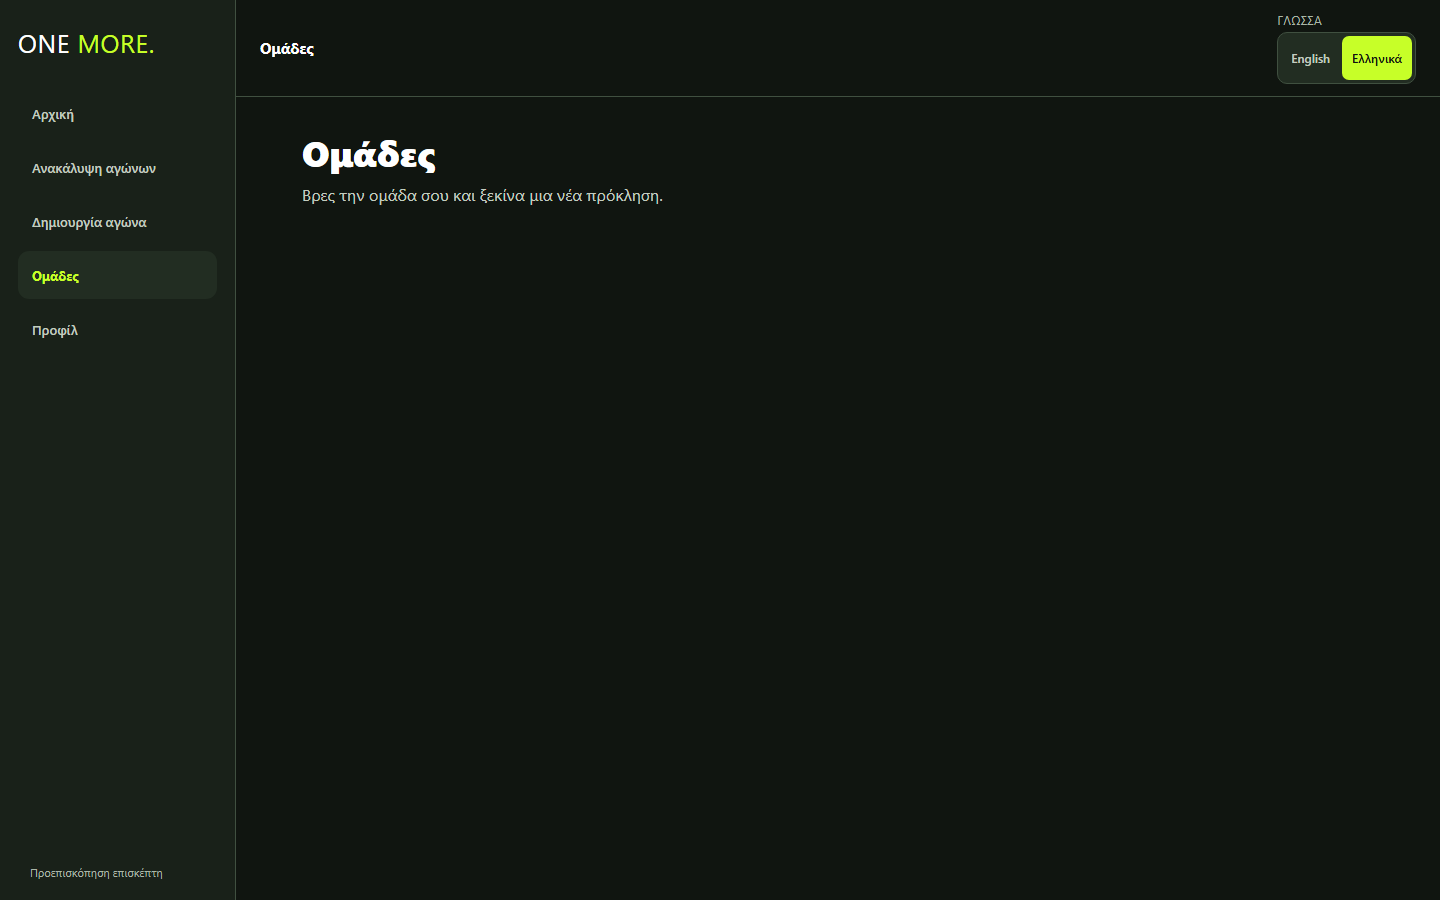 ONE MORE.
Αρχική
Ανακάλυψη αγώνων
Δημιουργία αγώνα
Ομάδες
Προφίλ
Προεπισκόπηση επισκέπτη
Ομάδες
ΓΛΩΣΣΑ
English
Ελληνικά
Ομάδες
Βρες την ομάδα σου και ξεκίνα μια νέα πρόκληση.